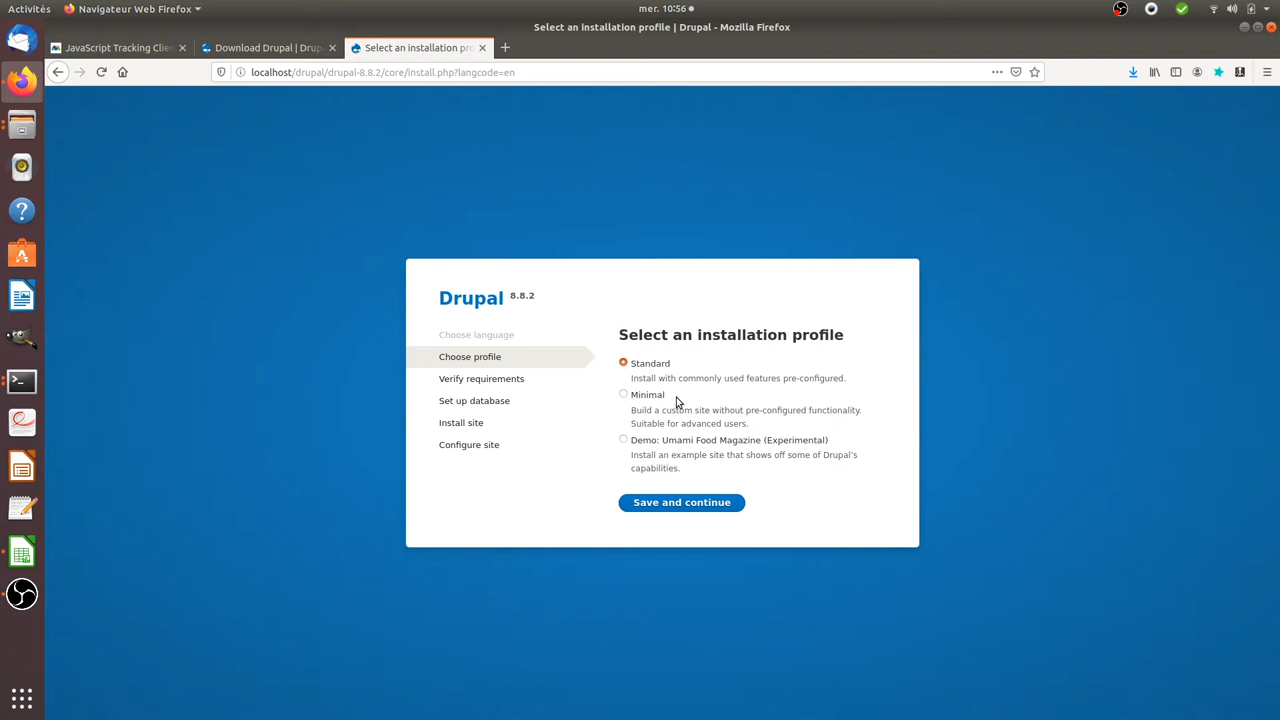 Activités
Navigateur Web Firefox
mer. 10:56
Select an installation profile | Drupal - Mozilla Firefox
JavaScript Tracking Clien
Download Drupal | Drup
Select an installation pro
localhost/drupal/drupal-8.8.2/core/install.php?langcode=en
Drupal 8.8.2
Choose language
Choose profile
Verify requirements
Set up database
Install site
Configure site
Select an installation profile
Standard
Install with commonly used features pre-configured.
Minimal
Build a custom site without pre-configured functionality.
Suitable for advanced users.
Demo: Umami Food Magazine (Experimental)
Install an example site that shows off some of Drupal's
capabilities.
Save and continue